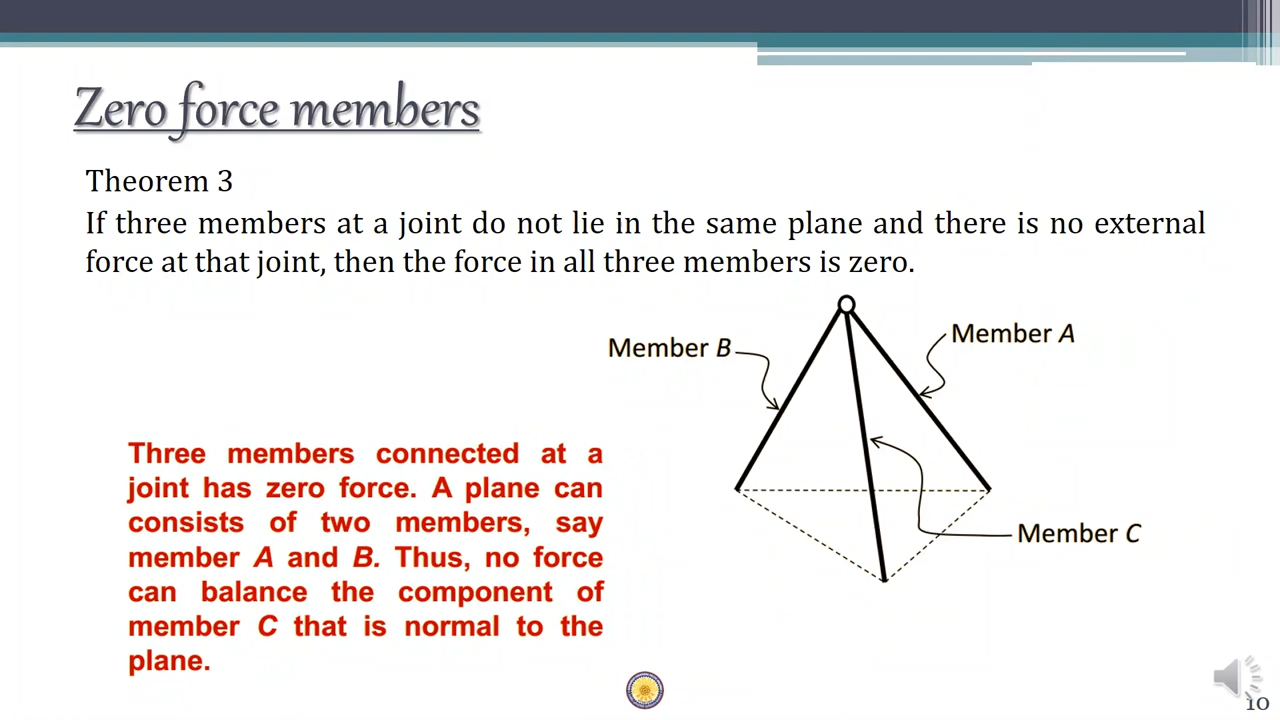 Zero force members
Theorem 3
If three members at a joint do not lie in the same plane and there is no external
force at that joint, then the force in all three members is zero.
Member A
Member B
Three members connected at a
joint has zero force. A plane can
consists of two members, say
member A and B. Thus, no force
can balance the component of
member C that is normal to the
plane.
Member C
10